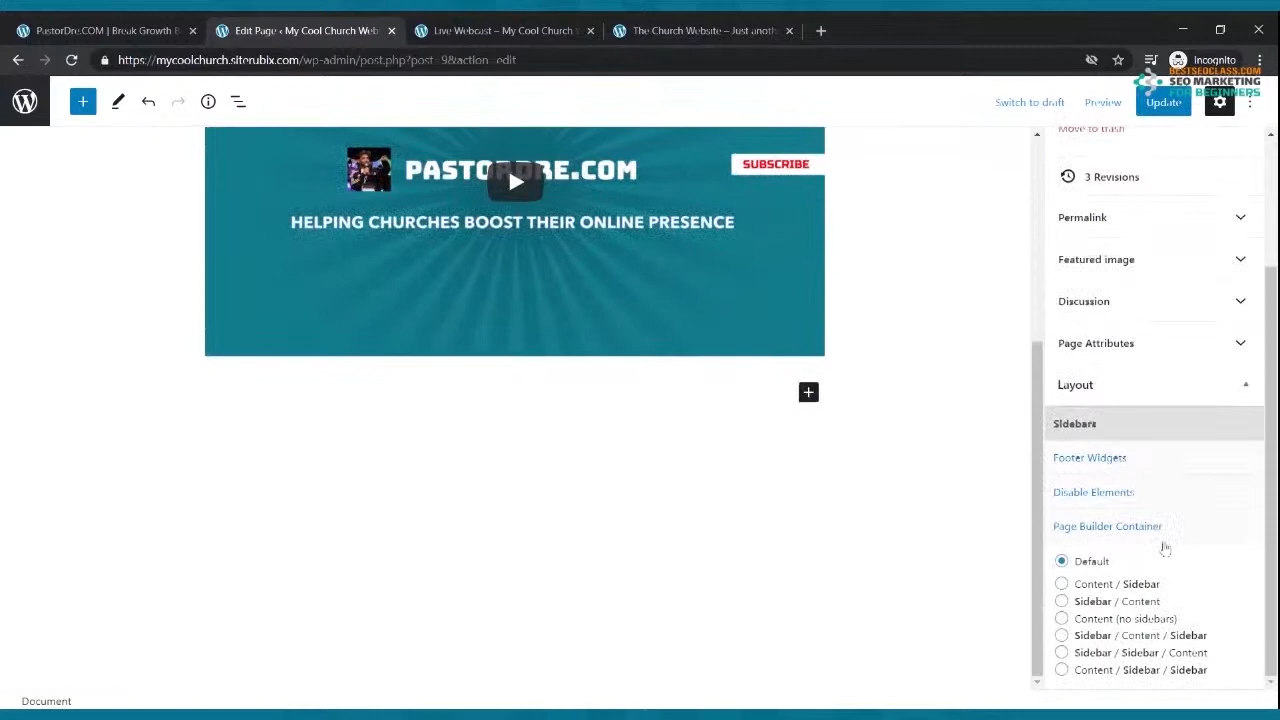 PastorDre.COM | Break Growth B
Edit Page ‹ My Cool Church Web
Live Webcast – My Cool Church
The Church Website – Just anoth
https://mycoolchurch.siterubix.com/wp-admin/post.php?post=9&action=edit
Incognito
BESTSEOCLASS.COM
SEO MARKETING
FOR BEGINNERS
Switch to draft
Preview
Update
Move to trash
PASTORDRE.COM
SUBSCRIBE
HELPING CHURCHES BOOST THEIR ONLINE PRESENCE
3 Revisions
Permalink
Featured image
Discussion
Page Attributes
Layout
Sidebars
Footer Widgets
Disable Elements
Page Builder Container
Default
Content / Sidebar
Sidebar / Content
Content (no sidebars)
Sidebar / Content / Sidebar
Sidebar / Sidebar / Content
Content / Sidebar / Sidebar
Document